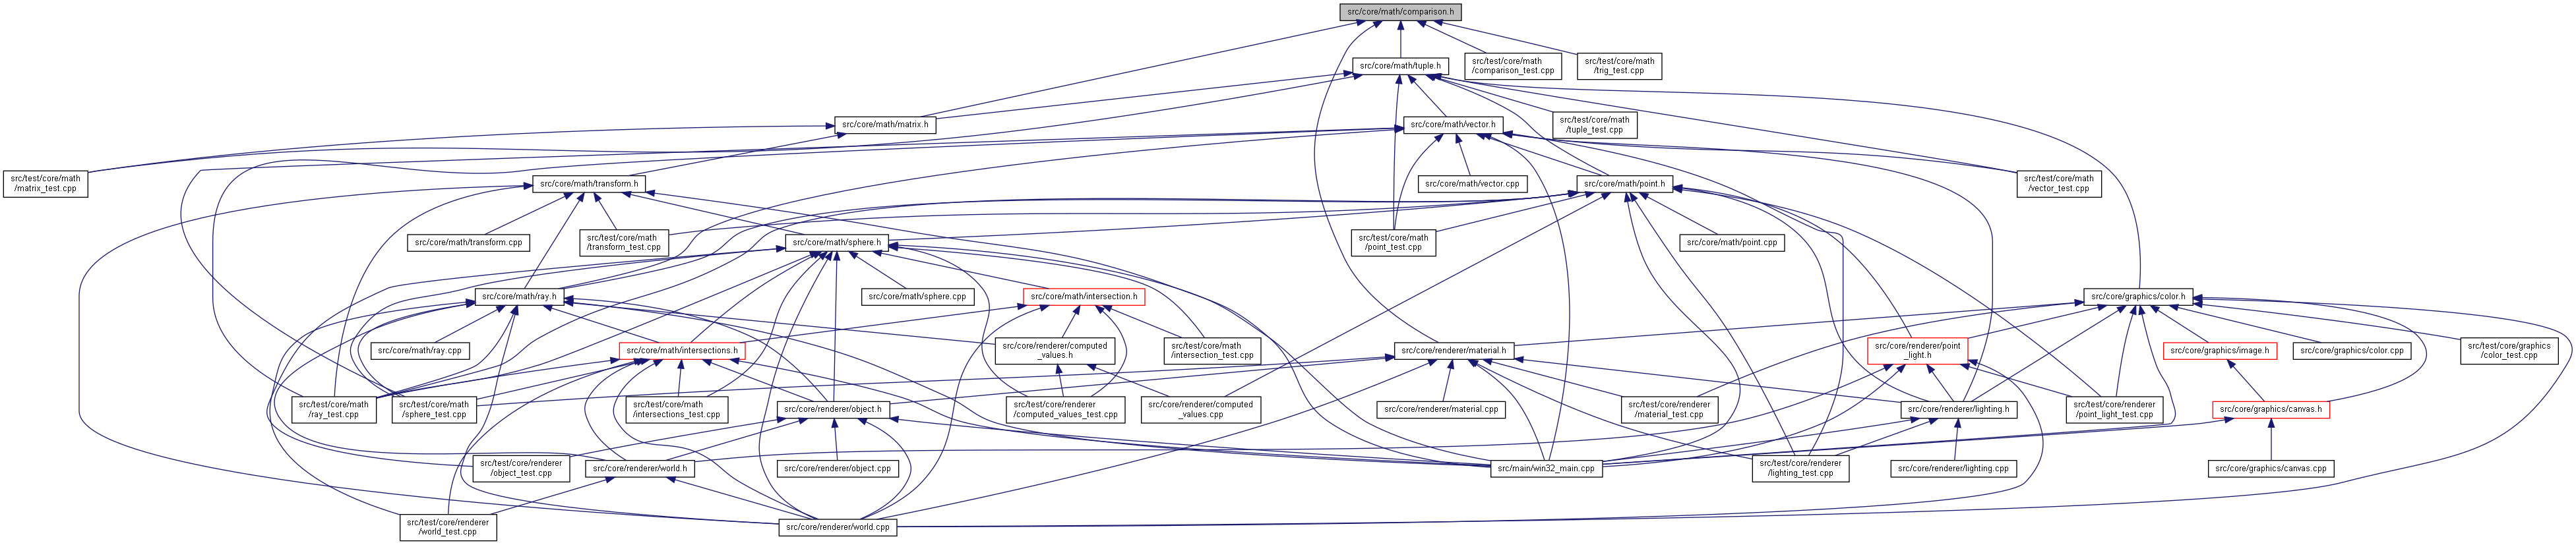 src/core/math/comparison.h
src/core/math/tuple.h
src/test/core/math
/comparison_test.cpp
src/test/core/math
/trig_test.cpp
src/core/math/matrix.h
src/core/math/vector.h
src/test/core/math
/tuple_test.cpp
src/test/core/math
/matrix_test.cpp
src/core/math/transform.h
src/core/math/vector.cpp
src/core/math/point.h
src/test/core/math
/vector_test.cpp
src/core/math/transform.cpp
src/test/core/math
/transform_test.cpp
src/core/math/sphere.h
src/test/core/math
/point_test.cpp
src/core/math/point.cpp
src/core/math/ray.h
src/core/math/sphere.cpp
src/core/math/intersection.h
src/core/graphics/color.h
src/core/math/ray.cpp
src/core/math/intersections.h
src/core/renderer/computed
_values.h
src/test/core/math
/intersection_test.cpp
src/core/renderer/material.h
src/core/renderer/point
_light.h
src/core/graphics/image.h
src/core/graphics/color.cpp
src/test/core/graphics
/color_test.cpp
src/test/core/math
/ray_test.cpp
src/test/core/math
/sphere_test.cpp
src/test/core/math
/intersections_test.cpp
src/core/renderer/object.h
src/test/core/renderer
/computed_values_test.cpp
src/core/renderer/computed
_values.cpp
src/core/renderer/material.cpp
src/test/core/renderer
/material_test.cpp
src/core/renderer/lighting.h
src/test/core/renderer
/point_light_test.cpp
src/core/graphics/canvas.h
src/test/core/renderer
/object_test.cpp
src/core/renderer/world.h
src/core/renderer/object.cpp
src/main/win32_main.cpp
src/test/core/renderer
/lighting_test.cpp
src/core/renderer/lighting.cpp
src/core/graphics/canvas.cpp
src/test/core/renderer
/world_test.cpp
src/core/renderer/world.cpp